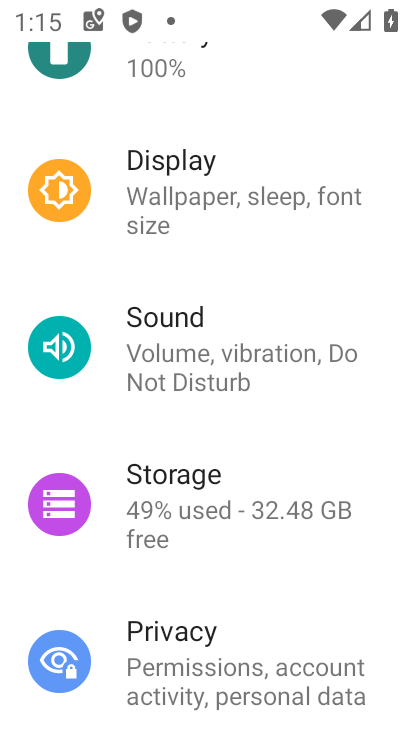 1:15
100%
Display
Wallpaper, sleep, font
size
Sound
Volume, vibration, Do
Not Disturb
Storage
49% used - 32.48 GB
free
Privacy
Permissions, account
activity, personal data